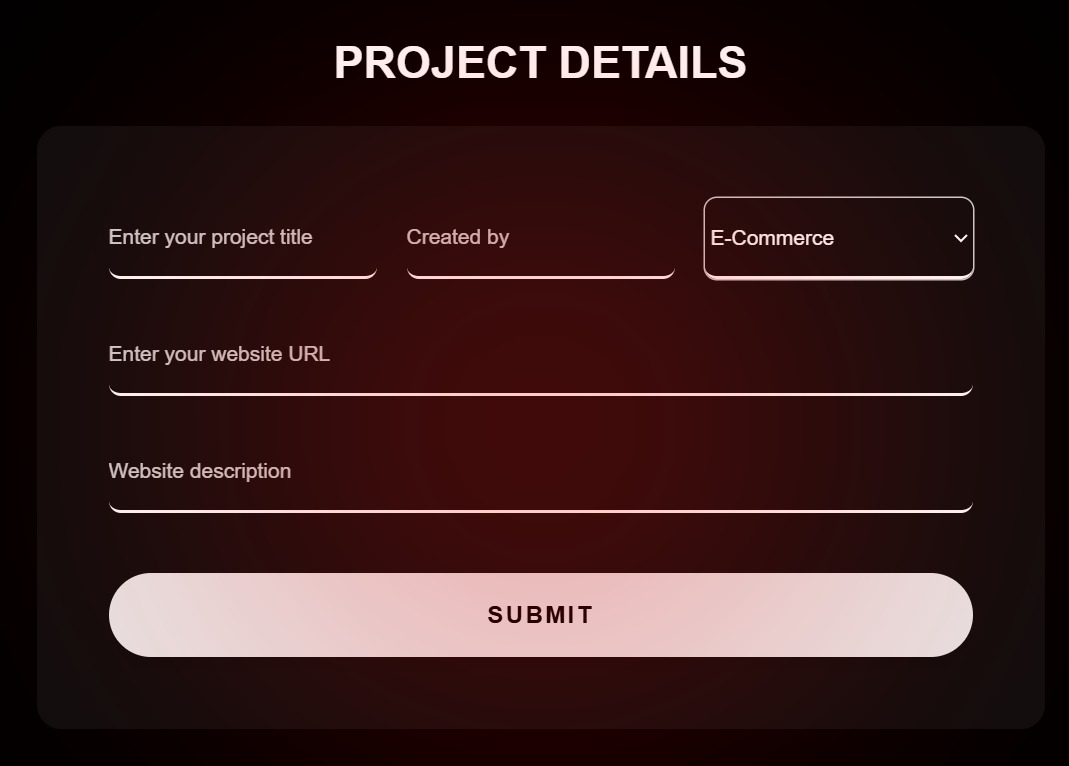 PROJECT DETAILS
Enter your project title
Created by
E-Commerce
Enter your website URL
Website description
SUBMIT